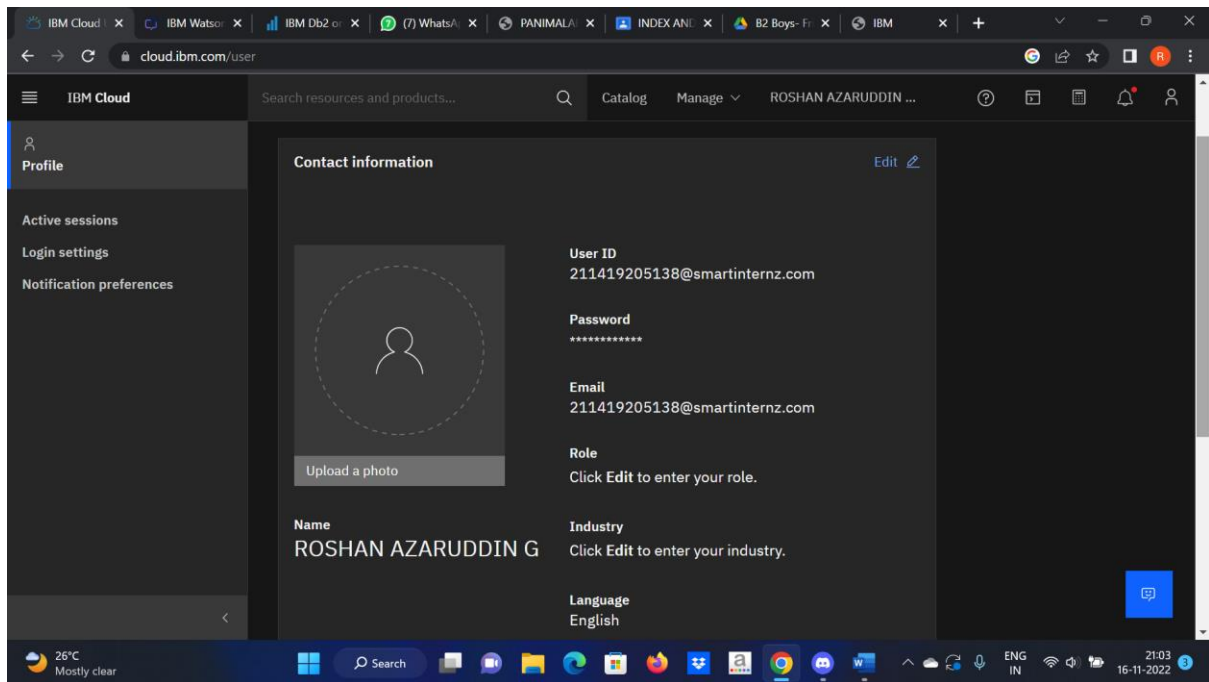 IBM Cloud
IBM Watson
IBM Db2 o
(7) WhatsA
PANIMALA
INDEX AND
B2 Boys- Fr
IBM
cloud.ibm.com/user
R
IBM Cloud
Search resources and products...
Catalog
Manage
ROSHAN AZARUDDIN ...
Profile
Active sessions
Login settings
Notification preferences
Contact information
Edit
Upload a photo
Name
ROSHAN AZARUDDIN G
User ID
211419205138@smartinternz.com
Password
************
Email
211419205138@smartinternz.com
Role
Click Edit to enter your role.
Industry
Click Edit to enter your industry.
Language
English
26°C
Mostly clear
Search
ENG
IN
21:03
16-11-2022
3